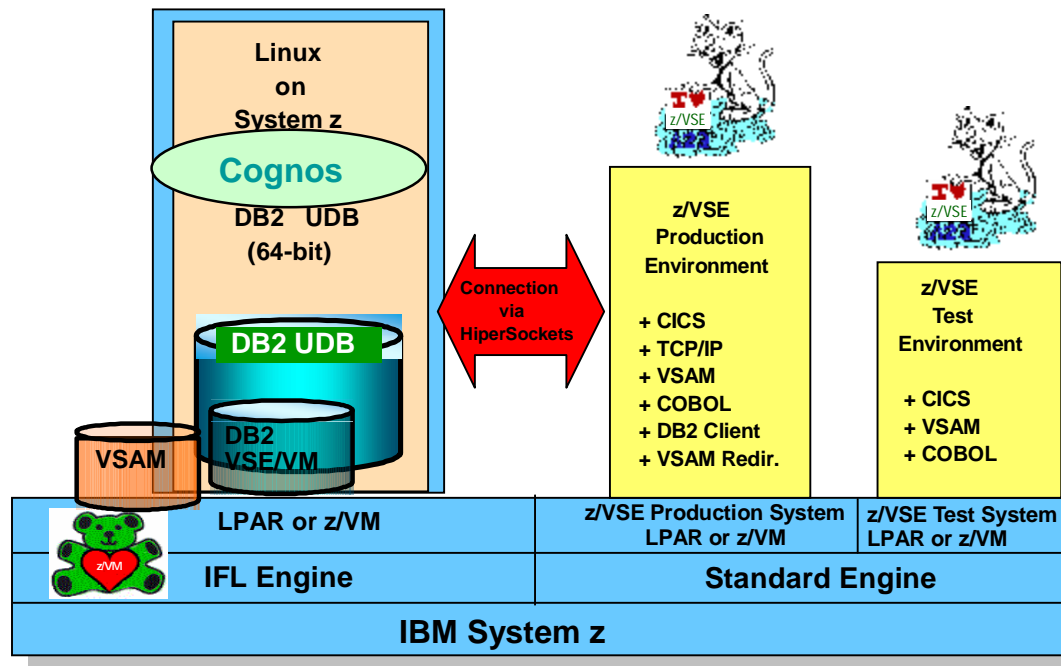 Linux
on
System z
Cognos
DB2 UDB
(64-bit)
DB2 UDB
DB2
VSE/VM
VSAM
Connection
via
HiperSockets
I ♥
z/VSE
z/VSE
Production
Environment
+ CICS
+ TCP/IP
+ VSAM
+ COBOL
+ DB2 Client
+ VSAM Redir.
I ♥
z/VSE
z/VSE
Test
Environment
+ CICS
+ VSAM
+ COBOL
LPAR or z/VM
z/VSE Production System
LPAR or z/VM
z/VSE Test System
LPAR or z/VM
z/VM
IFL Engine
Standard Engine
IBM System z